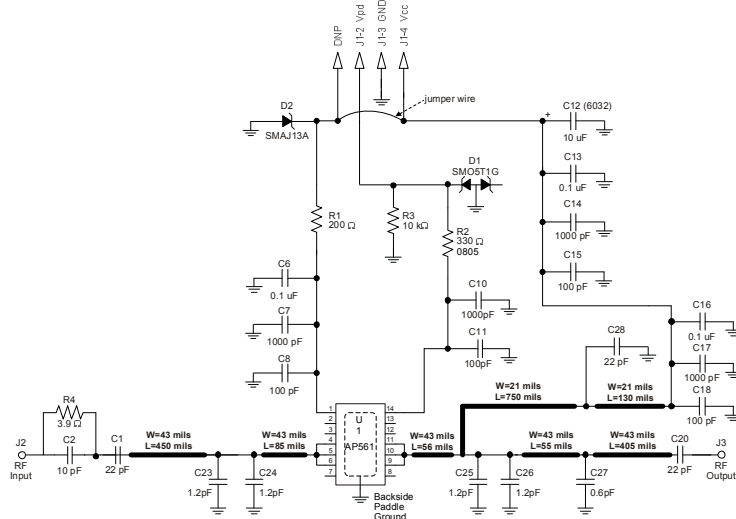 DNP
J1-2 Vpd
J1-3 GND
J1-4 Vcc
jumper wire
D2
SMAJ13A
+
C12 (6032)
10 uF
C13
0.1 uF
C14
1000 pF
C15
100 pF
D1
SMO5T1G
R1
200 Ω
R3
10 kΩ
R2
330 Ω
0805
C6
0.1 uF
C7
1000 pF
C8
100 pF
C10
1000pF
C11
100pF
C28
22 pF
C16
0.1 uF
C17
1000 pF
C18
100 pF
W=21 mils
L=750 mils
W=21 mils
L=130 mils
R4
3.9 Ω
J2
RF
Input
C2
10 pF
C1
22 pF
W=43 mils
L=450 mils
W=43 mils
L=85 mils
C23
1.2pF
C24
1.2pF
1
2
3
4
5
6
7
14
13
12
11
10
9
8
U
1
AP561
Backside
Paddle
Ground
W=43 mils
L=56 mils
C25
1.2pF
C26
1.2pF
W=43 mils
L=55 mils
C27
0.6pF
W=43 mils
L=405 mils
C20
22 pF
J3
RF
Output